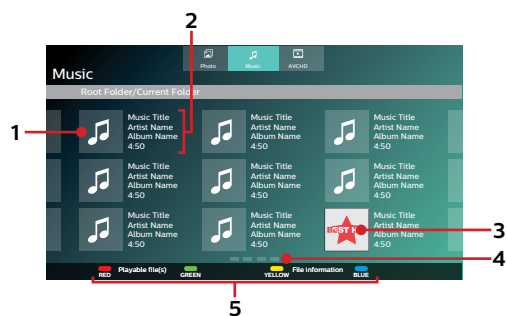 2
Photo Music AVCHD
Music
Root Folder/Current Folder
1
Music Title Music Title Music Title
Artist Name Artist Name Artist Name
Album Name Album Name Album Name
4:50 4:50 4:50
Music Title Music Title Music Title
Artist Name Artist Name Artist Name
Album Name Album Name Album Name
4:50 4:50 4:50
Music Title Music Title Music Title
Artist Name Artist Name Artist Name
Album Name Album Name Album Name
4:50 4:50 4:50
BEST
3
4
RED Playable file(s) GREEN YELLOW File information BLUE
5